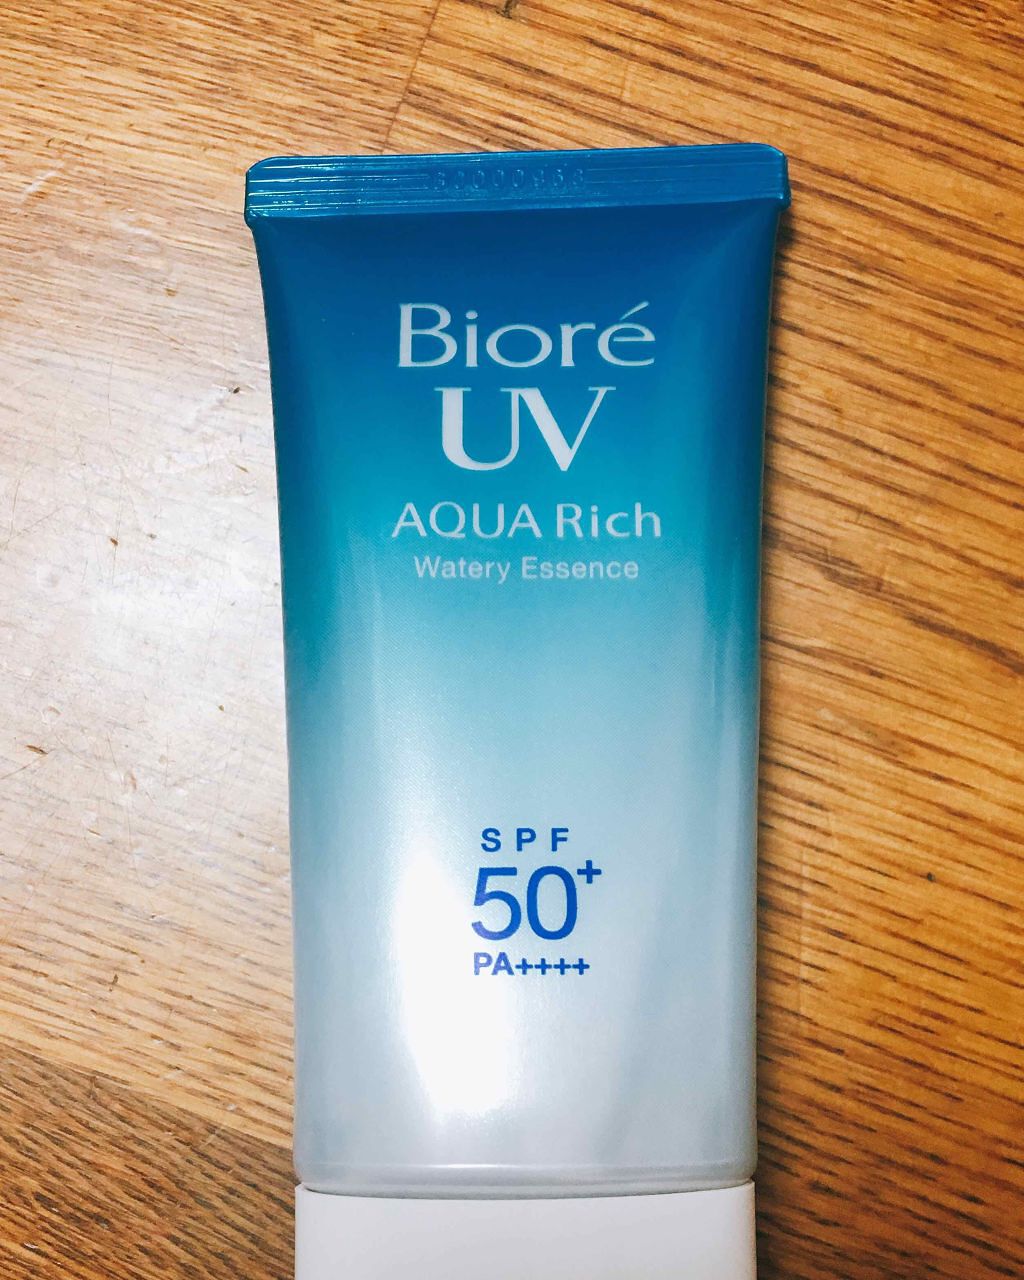 Bioré
UV
AQUA Rich
Watery Essence
SPF
50+
PA++++